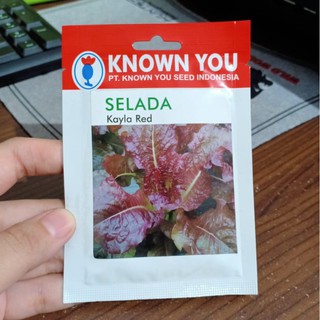 KNOWN YOU
PT. KNOWN YOU SEED INDONESIA
SELADA
Kayla Red